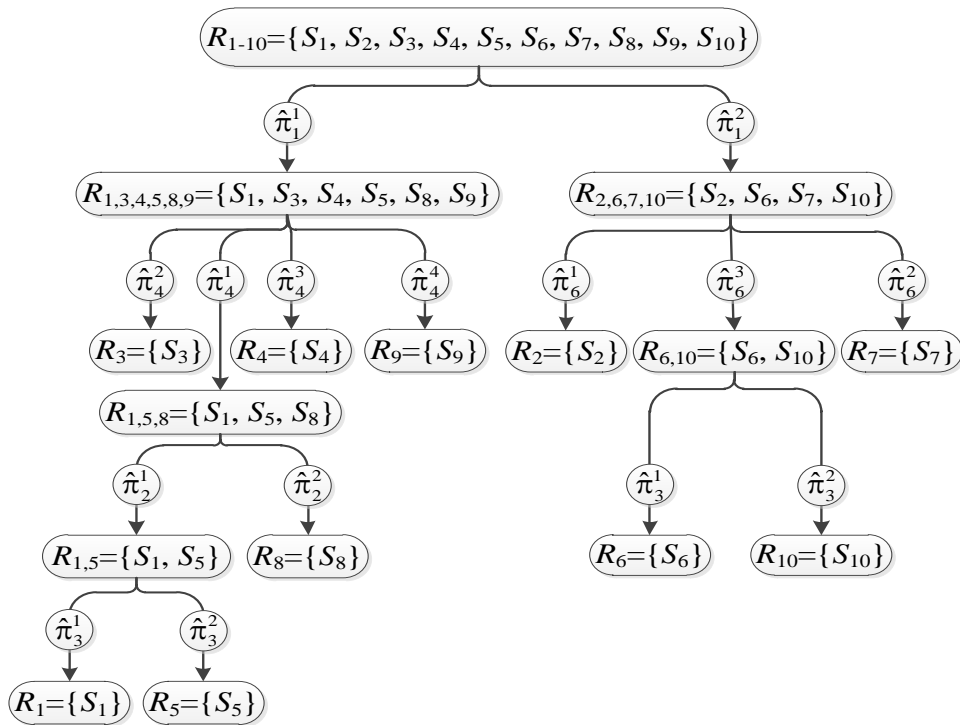 R₁₋₁₀={S₁, S₂, S₃, S₄, S₅, S₆, S₇, S₈, S₉, S₁₀}
π̂₁¹ π̂₁²
R₁,₃,₄,₅,₈,₉={S₁, S₃, S₄, S₅, S₈, S₉} R₂,₆,₇,₁₀={S₂, S₆, S₇, S₁₀}
π̂₄² π̂₄¹ π̂₄³ π̂₄⁴ π̂₆¹ π̂₆³ π̂₆²
R₃={S₃} R₄={S₄} R₉={S₉} R₂={S₂} R₆,₁₀={S₆, S₁₀} R₇={S₇}
R₁,₅,₈={S₁, S₅, S₈}
π̂₂¹ π̂₂² π̂₃¹ π̂₃²
R₁,₅={S₁, S₅} R₈={S₈} R₆={S₆} R₁₀={S₁₀}
π̂₃¹ π̂₃²
R₁={S₁} R₅={S₅}